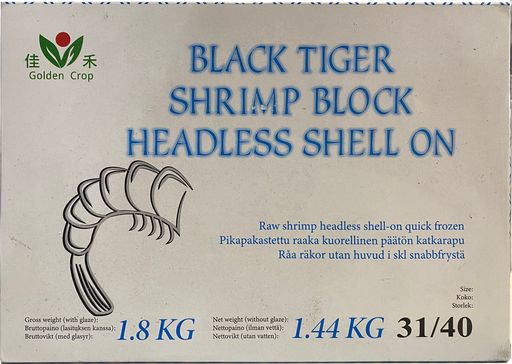 佳 禾
Golden Crop
BLACK TIGER
SHRIMP BLOCK
HEADLESS SHELL ON
Raw shrimp headless shell-on quick frozen
Pikapakastettu raaka kuorellinen päätön katkarapu
Råa räkor utan huvud i skl snabbfrystä
Gross weight (with glaze):
Bruttopaino (lasituksen kanssa):
Bruttovikt (med glasyr):
1.8 KG
Net weight (without glaze):
Nettopaino (ilman vettä):
Nettovikt (utan vatten):
1.44 KG
Size:
Koko:
Storlek:
31/40